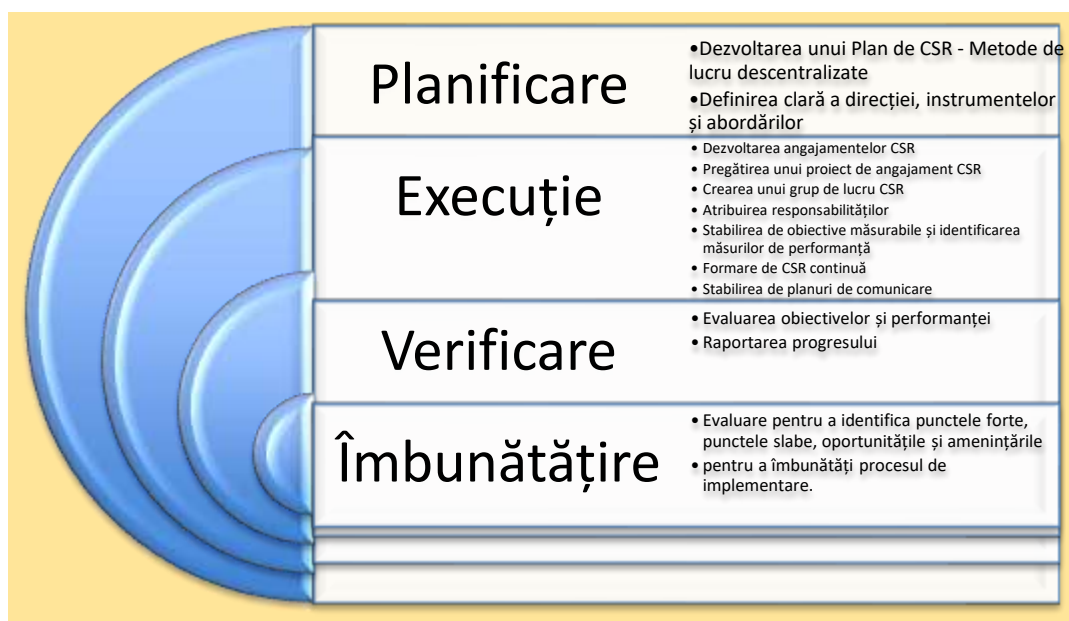 Planificare
•Dezvoltarea unui Plan de CSR - Metode de
lucru descentralizate
•Definirea clară a direcției, instrumentelor
și abordărilor
Execuție
• Dezvoltarea angajamentelor CSR
• Pregătirea unui proiect de angajament CSR
• Crearea unui grup de lucru CSR
• Atribuirea responsabilităților
• Stabilirea de obiective măsurabile și identificarea
măsurilor de performanță
• Formare de CSR continuă
• Stabilirea de planuri de comunicare
Verificare
• Evaluarea obiectivelor și performanței
• Raportarea progresului
Îmbunătățire
• Evaluare pentru a identifica punctele forte,
punctele slabe, oportunitățile și amenințările
• pentru a îmbunătăți procesul de
implementare.